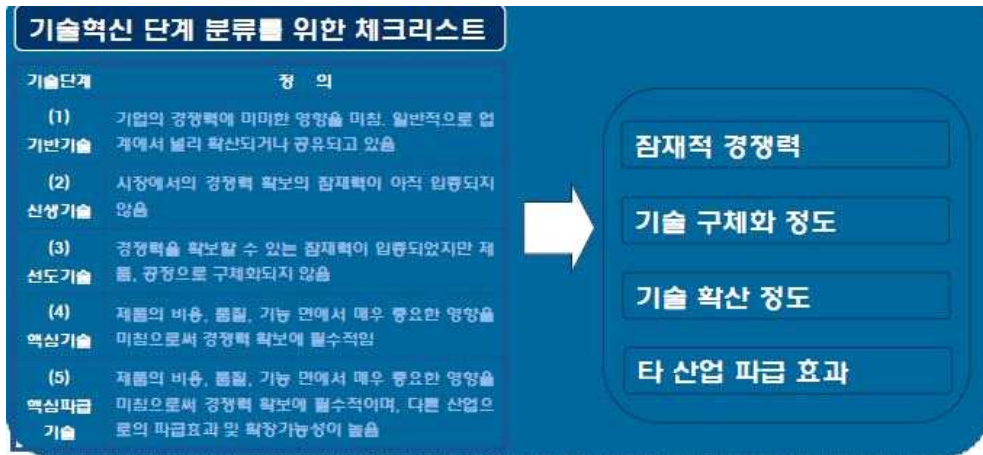 기술혁신 단계 분류를 위한 체크리스트
기술단계 정 의
(1)
기반기술
기업의 경쟁력에 미미한 영향을 미침. 일반적으로 업
계에서 널리 확산되거나 공유되고 있음
(2)
신생기술
시장에서의 경쟁력 확보의 잠재력이 아직 입증되지
않음
(3)
선도기술
경쟁력을 확보할 수 있는 잠재력이 입증되었지만 제
품, 공정으로 구체화되지 않음
(4)
핵심기술
제품의 비용, 품질, 기능 면에서 매우 중요한 영향을
미침으로써 경쟁력 확보에 필수적임
(5)
핵심파급
기술
제품의 비용, 품질, 기능 면에서 매우 중요한 영향을
미침으로써 경쟁력 확보에 필수적이며, 다른 산업으
로의 파급효과 및 확장가능성이 높음
잠재적 경쟁력
기술 구체화 정도
기술 확산 정도
타 산업 파급 효과